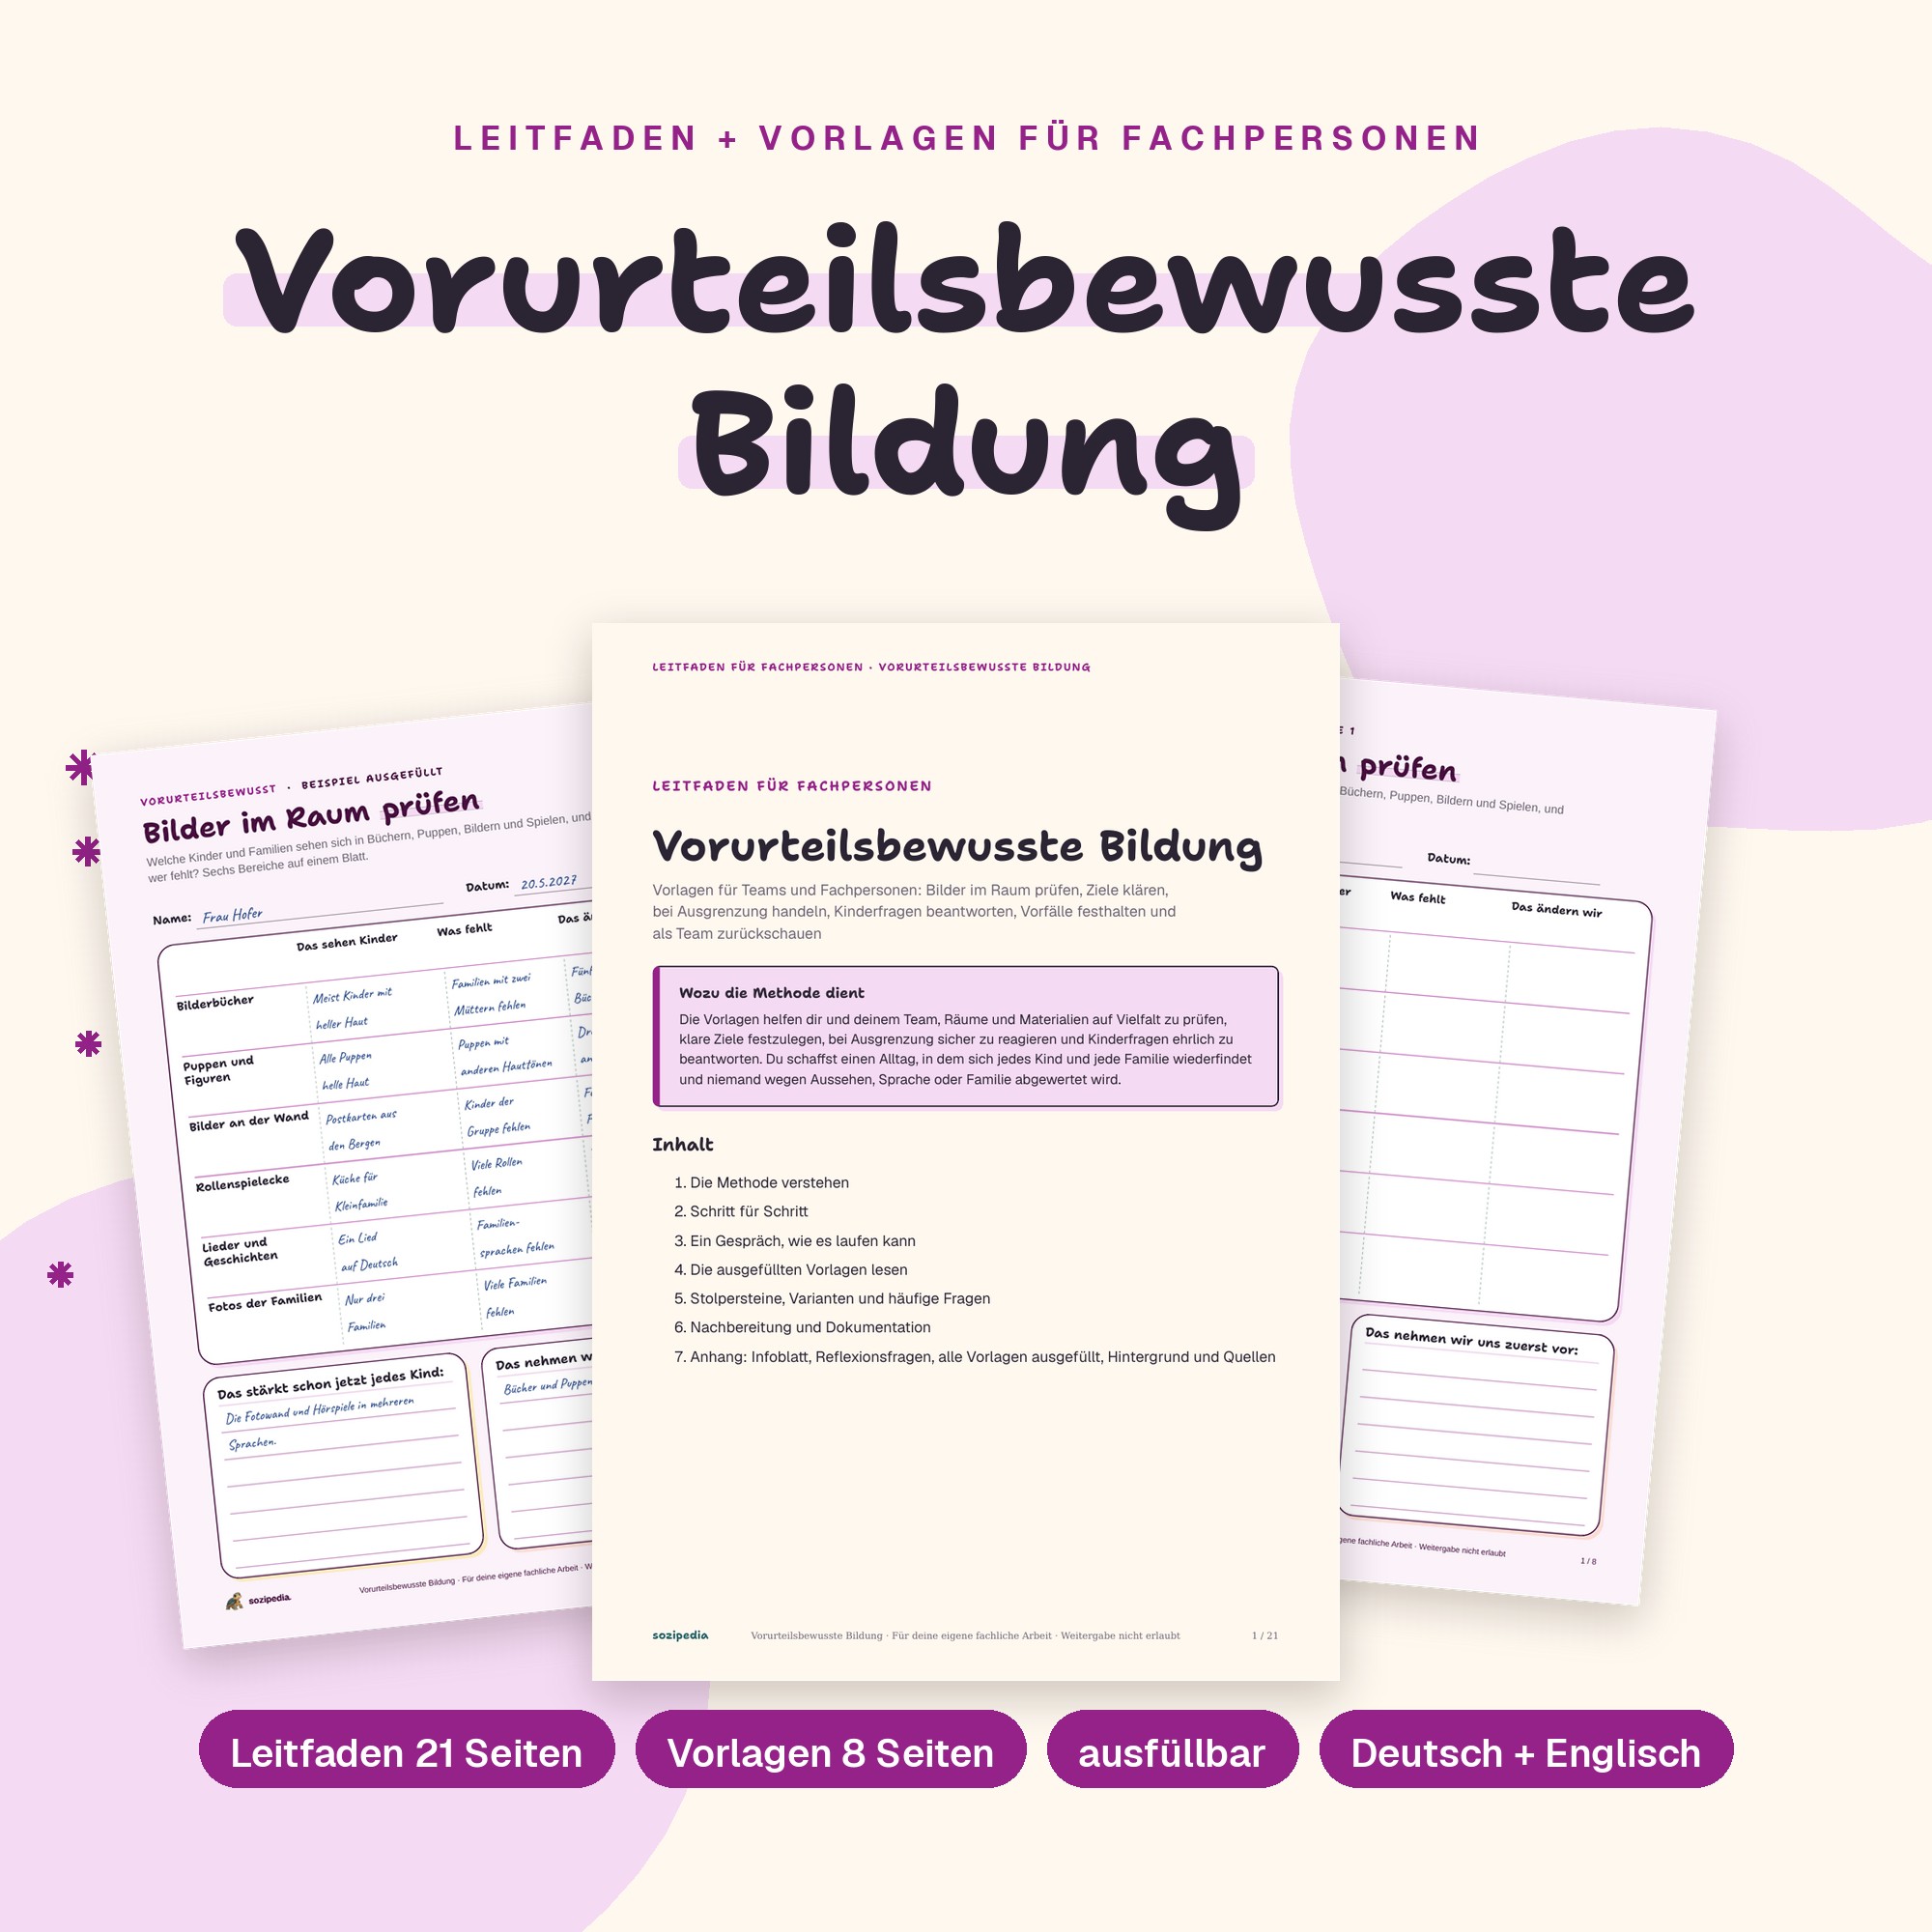 LEITFADEN + VORLAGEN FÜR FACHPERSONEN
Vorurteilsbewusste
Bildung
VORURTEILSBEWUSST · BEISPIEL AUSGEFÜLLT
Bilder im Raum prüfen
Welche Kinder und Familien sehen sich in Büchern, Puppen, Bildern und Spielen, und
wer fehlt? Sechs Bereiche auf einem Blatt.
Name: Frau Hofer
Datum: 20.5.2027
Das sehen Kinder
Was fehlt
Bilderbücher
Meist Kinder mit
heller Haut
Familien mit zwei
Müttern fehlen
Puppen und
Figuren
Alle Puppen
helle Haut
Puppen mit
anderen Hauttönen
Bilder an der Wand
Postkarten aus
den Bergen
Kinder der
Gruppe fehlen
Rollenspielecke
Küche für
Kleinfamilie
Viele Rollen
fehlen
Lieder und
Geschichten
Ein Lied
auf Deutsch
Familien-
sprachen fehlen
Fotos der Familien
Nur drei
Familien
Viele Familien
fehlen
Das stärkt schon jetzt jedes Kind:
Die Fotowand und Hörspiele in mehreren
Sprachen.
Das nehmen
Bücher und Puppen
sozipedia.
Vorurteilsbewusste Bildung · Für deine eigene fachliche Arbeit
LEITFADEN FÜR FACHPERSONEN · VORURTEILSBEWUSSTE BILDUNG
LEITFADEN FÜR FACHPERSONEN
Vorurteilsbewusste Bildung
Vorlagen für Teams und Fachpersonen: Bilder im Raum prüfen, Ziele klären,
bei Ausgrenzung handeln, Kinderfragen beantworten, Vorfälle festhalten und
als Team zurückschauen
Wozu die Methode dient
Die Vorlagen helfen dir und deinem Team, Räume und Materialien auf Vielfalt zu prüfen,
klare Ziele festzulegen, bei Ausgrenzung sicher zu reagieren und Kinderfragen ehrlich zu
beantworten. Du schaffst einen Alltag, in dem sich jedes Kind und jede Familie wiederfindet
und niemand wegen Aussehen, Sprache oder Familie abgewertet wird.
Inhalt
1. Die Methode verstehen
2. Schritt für Schritt
3. Ein Gespräch, wie es laufen kann
4. Die ausgefüllten Vorlagen lesen
5. Stolpersteine, Varianten und häufige Fragen
6. Nachbereitung und Dokumentation
7. Anhang: Infoblatt, Reflexionsfragen, alle Vorlagen ausgefüllt, Hintergrund und Quellen
sozipedia
Vorurteilsbewusste Bildung · Für deine eigene fachliche Arbeit · Weitergabe nicht erlaubt
1 / 21
prüfen
Büchern, Puppen, Bildern und Spielen, und
Datum:
Was fehlt
Das ändern wir
Das nehmen wir uns zuerst vor:
fachliche Arbeit · Weitergabe nicht erlaubt
1 / 8
Leitfaden 21 Seiten
Vorlagen 8 Seiten
ausfüllbar
Deutsch + Englisch